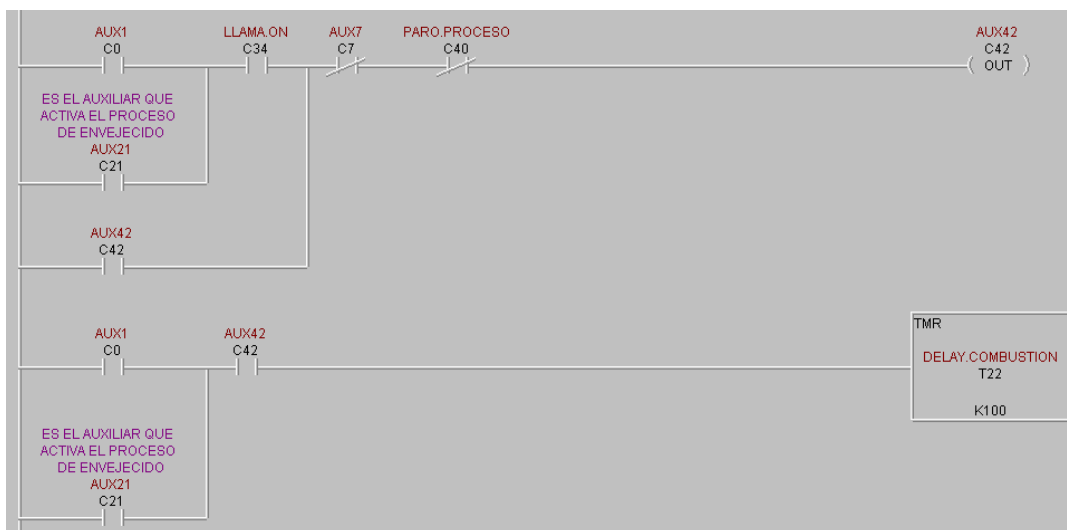 AUX1 LLAMA.ON AUX7 PARO.PROCESO AUX42
C0 C34 C7 C40 C42
OUT
ES EL AUXILIAR QUE
ACTIVA EL PROCESO
DE ENVEJECIDO
AUX21
C21
AUX42
C42
AUX1 AUX42
C0 C42
TMR
DELAY.COMBUSTION
T22
K100
ES EL AUXILIAR QUE
ACTIVA EL PROCESO
DE ENVEJECIDO
AUX21
C21